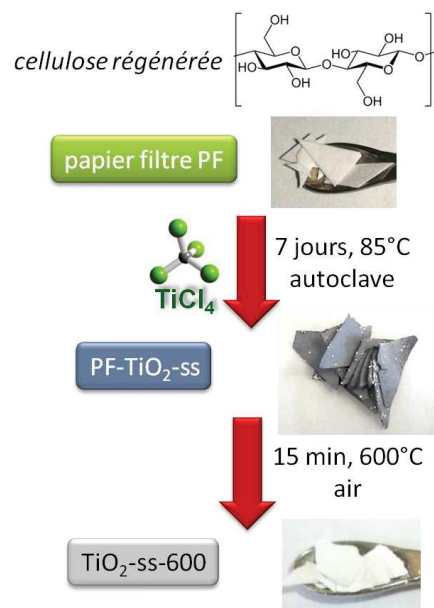 cellulose régénérée
OH
OH
HO
O
HO
O
O
HO
OH
O
O
OH
papier filtre PF
TiCl4
7 jours, 85°C
autoclave
PF-TiO2-ss
15 min, 600°C
air
TiO2-ss-600